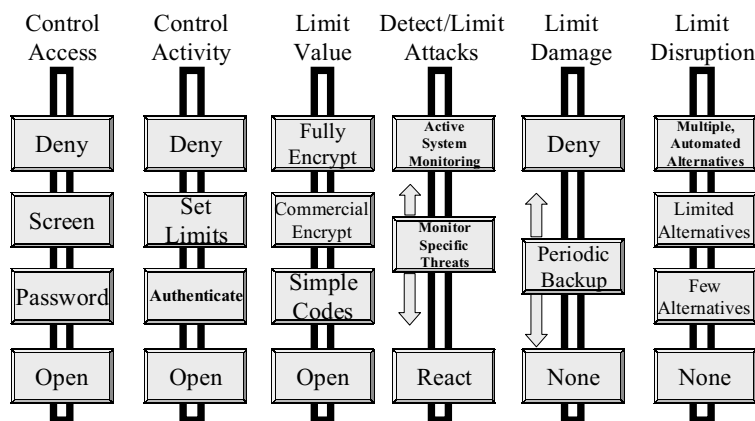 Control
Access
Control
Activity
Limit
Value
Detect/Limit
Attacks
Limit
Damage
Limit
Disruption
Deny
Screen
Password
Open
Deny
Set
Limits
Authenticate
Open
Fully
Encrypt
Commercial
Encrypt
Simple
Codes
Open
Active
System
Monitoring
Monitor
Specific
Threats
React
Deny
Periodic
Backup
None
Multiple,
Automated
Alternatives
Limited
Alternatives
Few
Alternatives
None